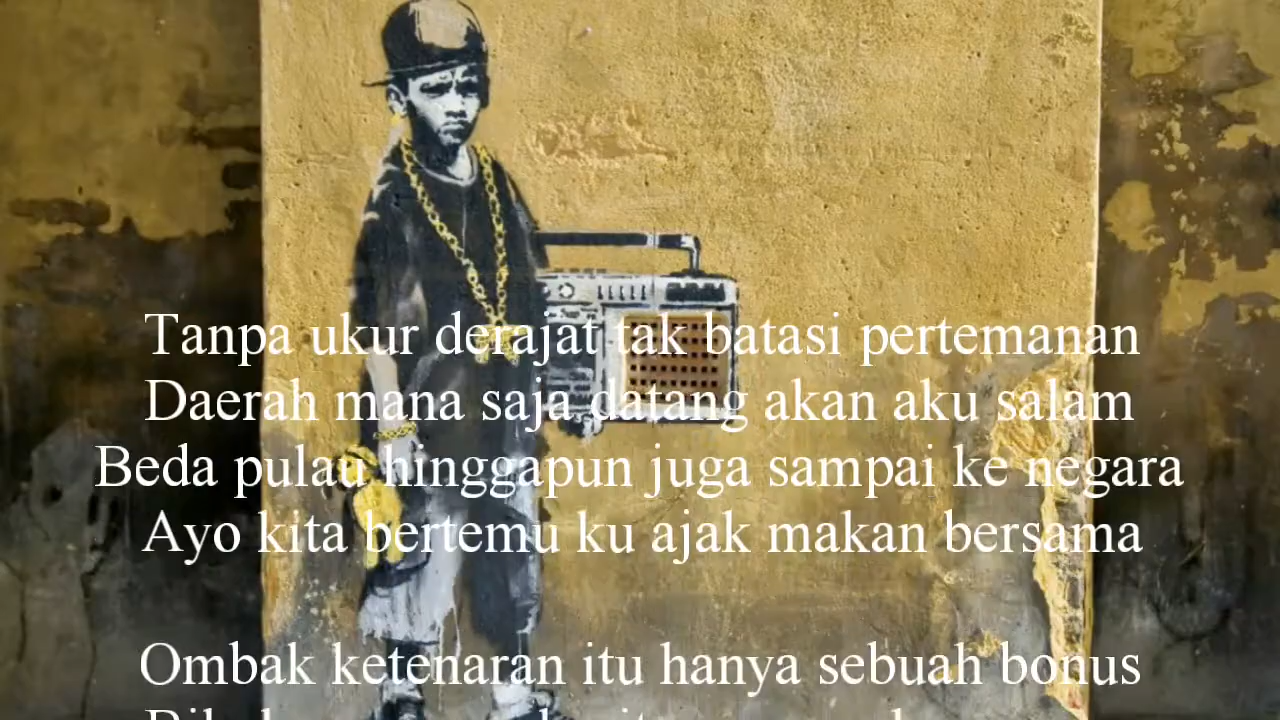 Tanpa ukur derajat tak batasi pertemanan
Daerah mana saja datang akan aku salam
Beda pulau hinggapun juga sampai ke negara
Ayo kita bertemu ku ajak makan bersama
Ombak ketenaran itu hanya sebuah bonus